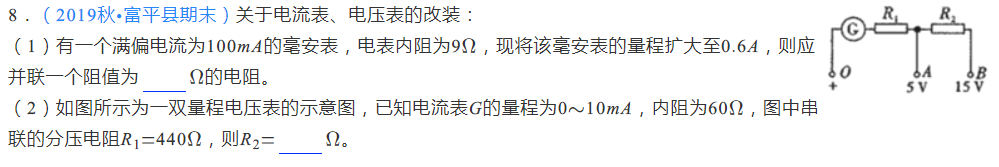 8．（2019秋•富平县期末）关于电流表、电压表的改装：
（1）有一个满偏电流为100mA的毫安表，电表内阻为9Ω，现将该毫安表的量程扩大至0.6A，则应
并联一个阻值为 ____ Ω的电阻。
（2）如图所示为一双量程电压表的示意图，已知电流表G的量程为0～10mA，内阻为60Ω，图中串
联的分压电阻R₁=440Ω，则R₂= ____ Ω。
G R₁ R₂
O A B
+ 5 V 15 V